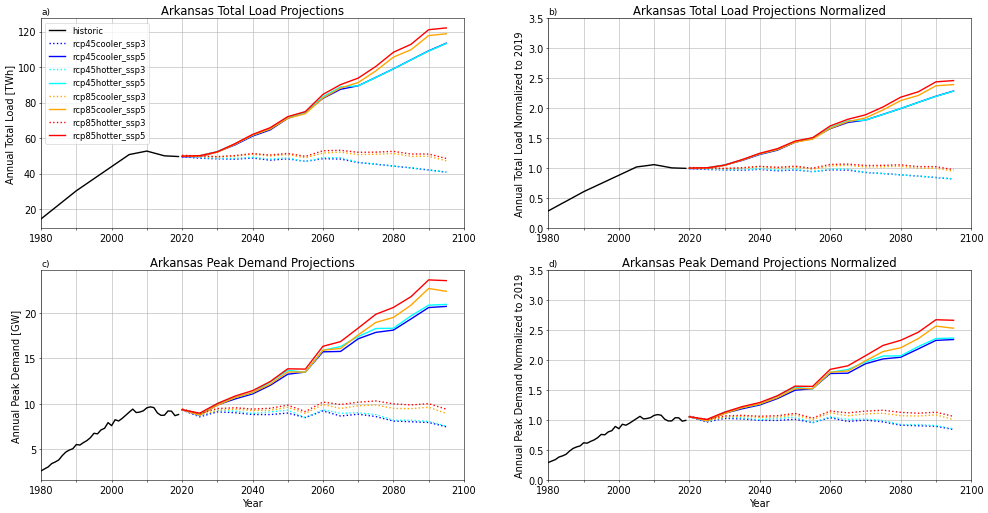 a)
Arkansas Total Load Projections
Annual Total Load [TWh]
120
100
80
60
40
20
1980 2000 2020 2040 2060 2080 2100
historic
rcp45cooler_ssp3
rcp45cooler_ssp5
rcp45hotter_ssp3
rcp45hotter_ssp5
rcp85cooler_ssp3
rcp85cooler_ssp5
rcp85hotter_ssp3
rcp85hotter_ssp5
b)
Arkansas Total Load Projections Normalized
Annual Total Load Normalized to 2019
3.5
3.0
2.5
2.0
1.5
1.0
0.5
0.0
1980 2000 2020 2040 2060 2080 2100
c)
Arkansas Peak Demand Projections
Annual Peak Demand [GW]
20
15
10
5
1980 2000 2020 2040 2060 2080 2100
Year
d)
Arkansas Peak Demand Projections Normalized
Annual Peak Demand Normalized to 2019
3.5
3.0
2.5
2.0
1.5
1.0
0.5
0.0
1980 2000 2020 2040 2060 2080 2100
Year